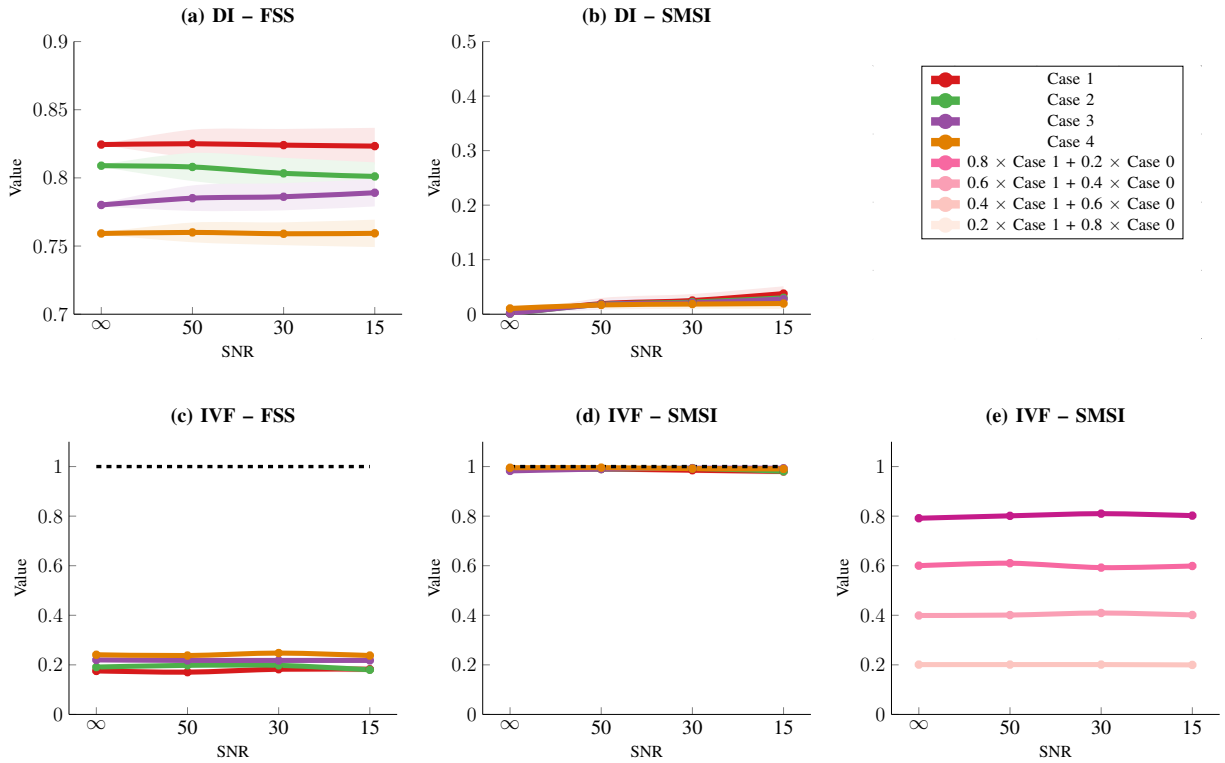 (a) DI – FSS
0.9
0.85
0.8
0.75
0.7
Value
∞ 50 30 15
SNR
(b) DI – SMSI
0.5
0.4
0.3
0.2
0.1
0
Value
∞ 50 30 15
SNR
Case 1
Case 2
Case 3
Case 4
0.8 × Case 1 + 0.2 × Case 0
0.6 × Case 1 + 0.4 × Case 0
0.4 × Case 1 + 0.6 × Case 0
0.2 × Case 1 + 0.8 × Case 0
(c) IVF – FSS
1
0.8
0.6
0.4
0.2
0
Value
∞ 50 30 15
SNR
(d) IVF – SMSI
1
0.8
0.6
0.4
0.2
0
Value
∞ 50 30 15
SNR
(e) IVF – SMSI
1
0.8
0.6
0.4
0.2
0
Value
∞ 50 30 15
SNR